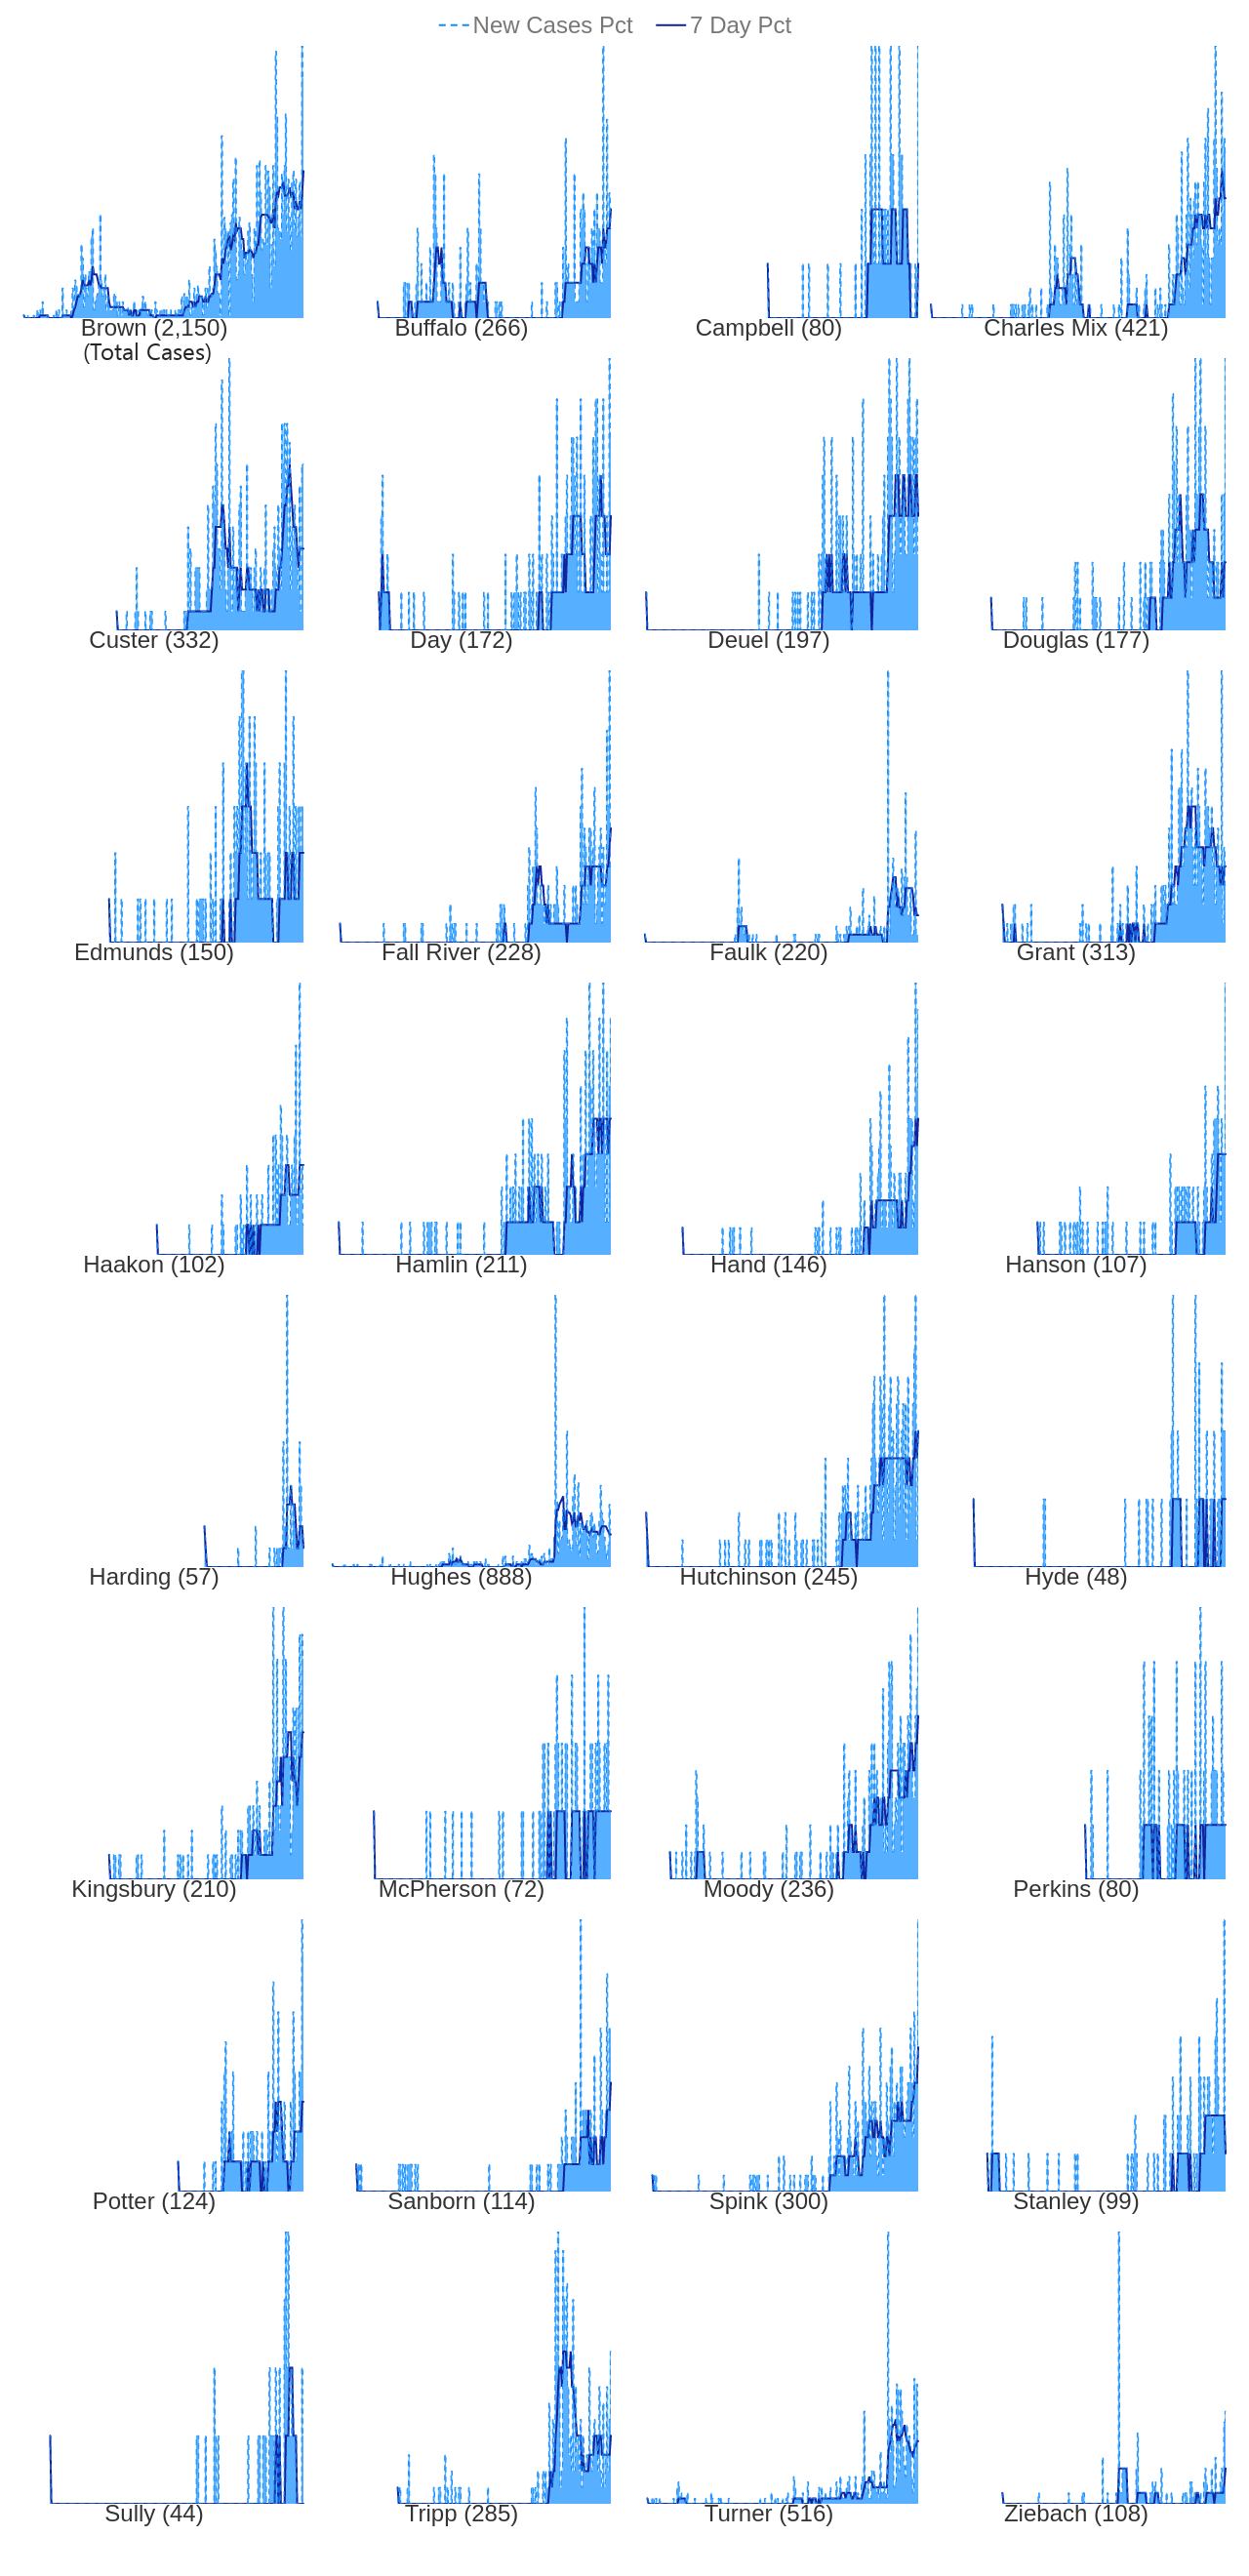 New Cases Pct 7 Day Pct
Brown (2,150) Buffalo (266) Campbell (80) Charles Mix (421)
(Total Cases)
Custer (332) Day (172) Deuel (197) Douglas (177)
Edmunds (150) Fall River (228) Faulk (220) Grant (313)
Haakon (102) Hamlin (211) Hand (146) Hanson (107)
Harding (57) Hughes (888) Hutchinson (245) Hyde (48)
Kingsbury (210) McPherson (72) Moody (236) Perkins (80)
Potter (124) Sanborn (114) Spink (300) Stanley (99)
Sully (44) Tripp (285) Turner (516) Ziebach (108)